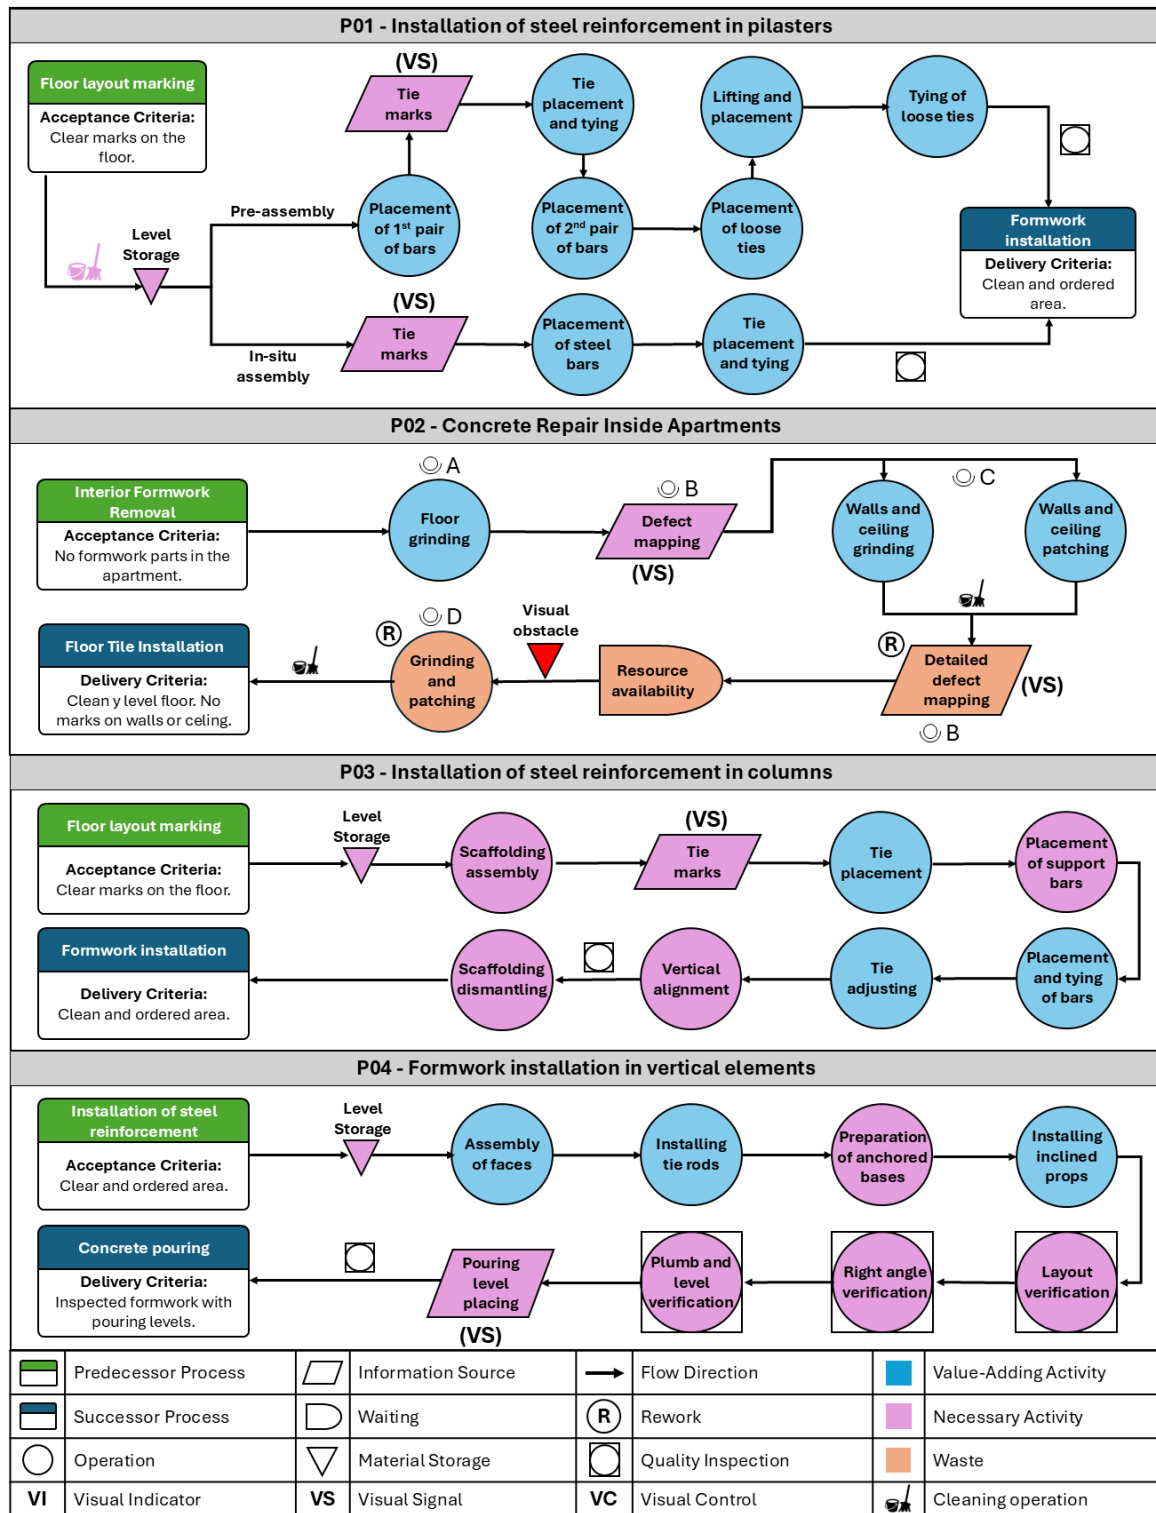 P01 - Installation of steel reinforcement in pilasters
Floor layout marking
Acceptance Criteria:
Clear marks on the
floor.
Level
Storage
Pre-assembly
In-situ
assembly
(VS)
Tie
marks
Placement
of 1st pair
of bars
Tie
placement
and tying
Placement
of 2nd pair
of bars
Placement
of loose
ties
Lifting and
placement
Tying of
loose ties
(VS)
Tie
marks
Placement
of steel
bars
Tie
placement
and tying
Formwork
installation
Delivery Criteria:
Clean and ordered
area.
P02 - Concrete Repair Inside Apartments
Interior Formwork
Removal
Acceptance Criteria:
No formwork parts in the
apartment.
A
Floor
grinding
B
Defect
mapping
(VS)
C
Walls and
ceiling
grinding
Walls and
ceiling
patching
R
Detailed
defect
mapping
(VS)
B
Resource
availability
Visual
obstacle
R
D
Grinding
and
patching
Floor Tile Installation
Delivery Criteria:
Clean y level floor. No
marks on walls or celing.
P03 - Installation of steel reinforcement in columns
Floor layout marking
Acceptance Criteria:
Clear marks on the floor.
Level
Storage
Scaffolding
assembly
(VS)
Tie
marks
Tie
placement
Placement
of support
bars
Placement
and tying
of bars
Tie
adjusting
Vertical
alignment
Scaffolding
dismantling
Formwork installation
Delivery Criteria:
Clean and ordered area.
P04 - Formwork installation in vertical elements
Installation of steel
reinforcement
Acceptance Criteria:
Clear and ordered area.
Level
Storage
Assembly
of faces
Installing
tie rods
Preparation
of anchored
bases
Installing
inclined
props
Layout
verification
Right angle
verification
Plumb and
level
verification
Pouring
level
placing
(VS)
Concrete pouring
Delivery Criteria:
Inspected formwork with
pouring levels.
Predecessor Process
Information Source
Flow Direction
Value-Adding Activity
Successor Process
Waiting
R Rework
Necessary Activity
Operation
Material Storage
Quality Inspection
Waste
VI Visual Indicator
VS Visual Signal
VC Visual Control
Cleaning operation